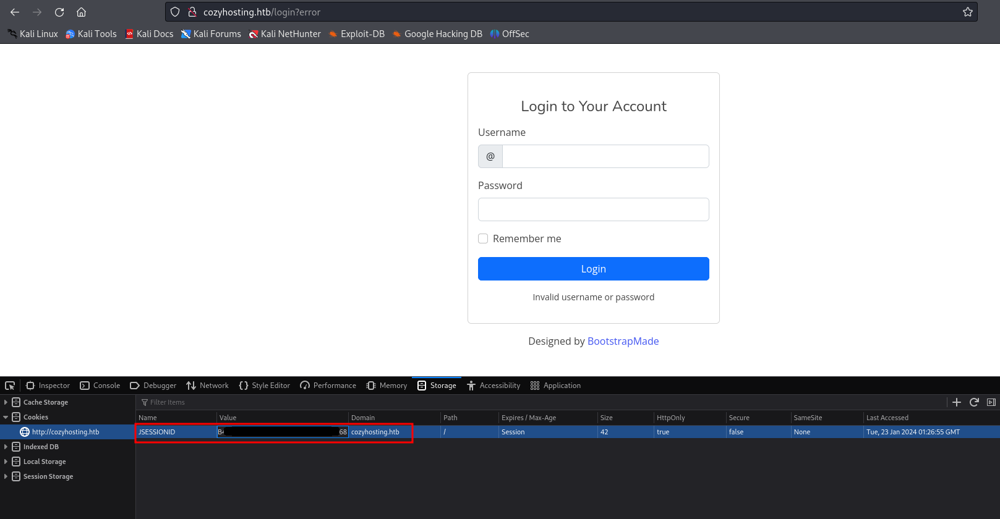 cozyhosting.htb/login?error
Kali Linux Kali Tools Kali Docs Kali Forums Kali NetHunter Exploit-DB Google Hacking DB OffSec
Login to Your Account
Username
@
Password
Remember me
Login
Invalid username or password
Designed by BootstrapMade
Inspector Console Debugger Network Style Editor Performance Memory Storage Accessibility Application
Cache Storage
Cookies
http://cozyhosting.htb
Indexed DB
Local Storage
Session Storage
Filter Items
Name Value Domain Path Expires / Max-Age Size HttpOnly Secure SameSite Last Accessed
JSESSIONID 68 cozyhosting.htb / Session 42 true false None Tue, 23 Jan 2024 01:26:55 GMT